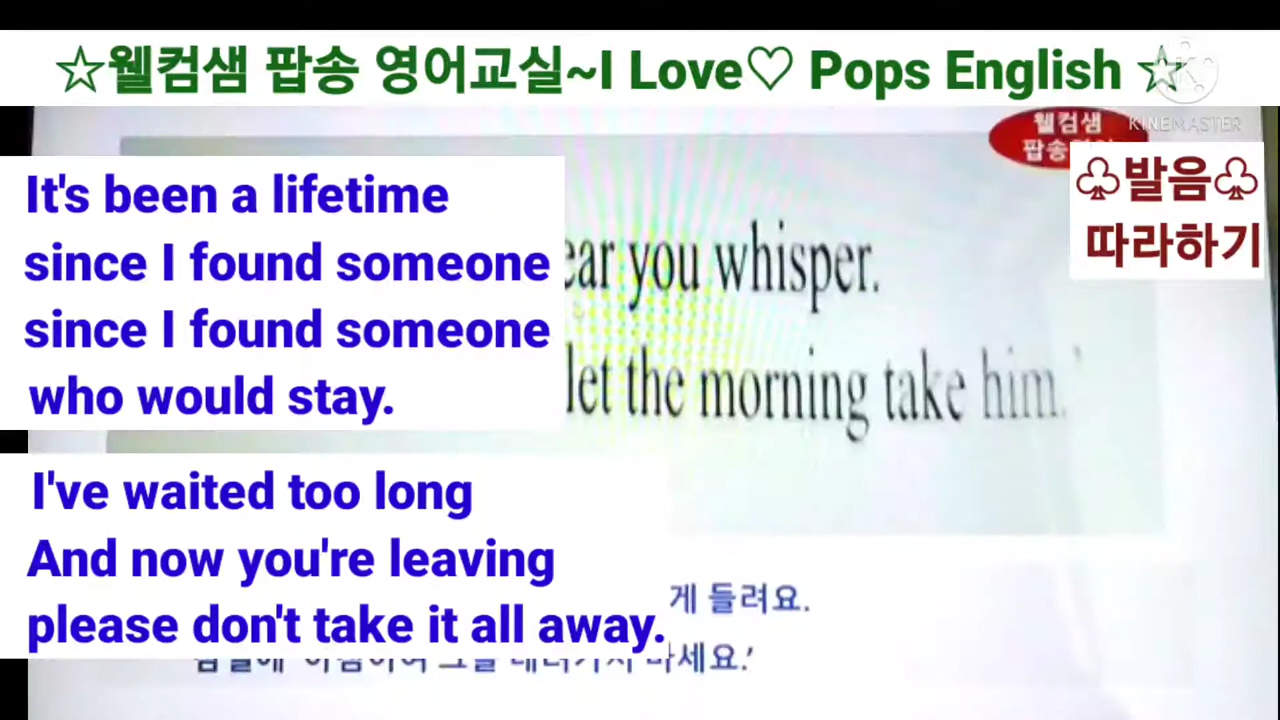 ☆웰컴샘 팝송 영어교실~I Love♡ Pops English ☆
KINEMASTER
웰컴샘
♧발음♧
따라하기
It's been a lifetime
since I found someone
since I found someone
who would stay.
you whisper.
let the morning take him.'
I've waited too long
And now you're leaving
please don't take it all away.
게 들려요.